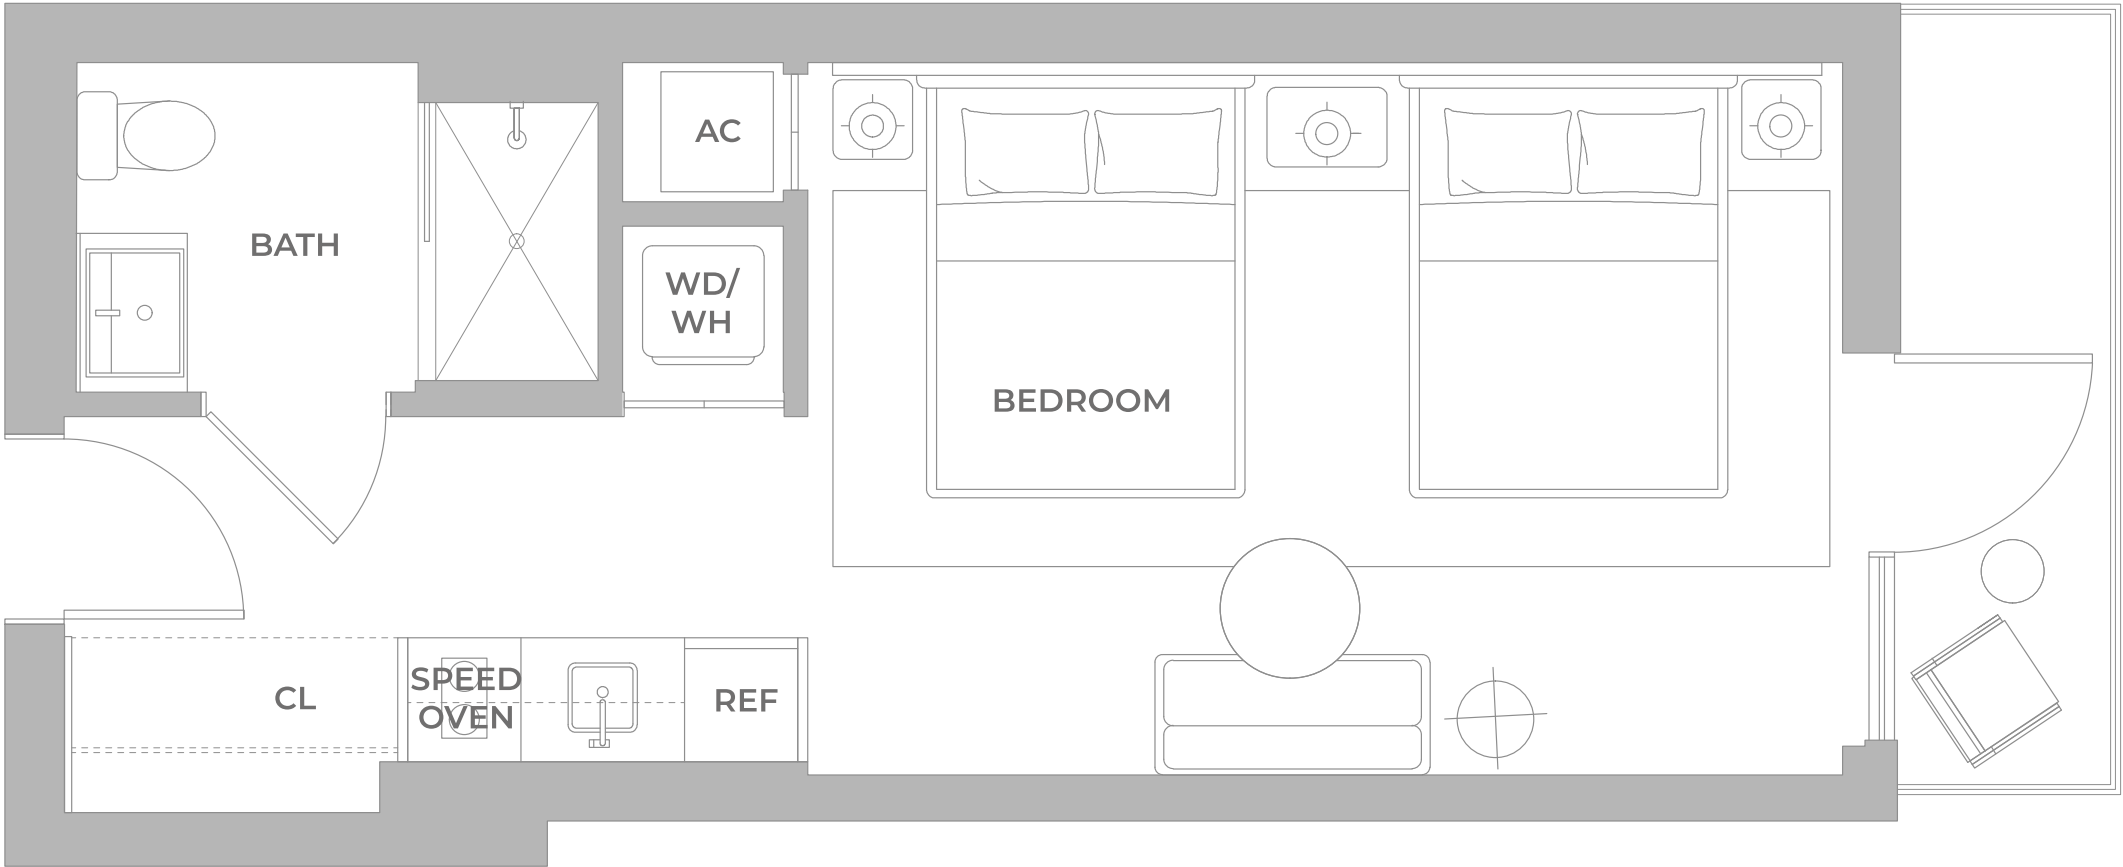 AC
BATH
WD/
WH
BEDROOM
CL
SPEED
OVEN
REF